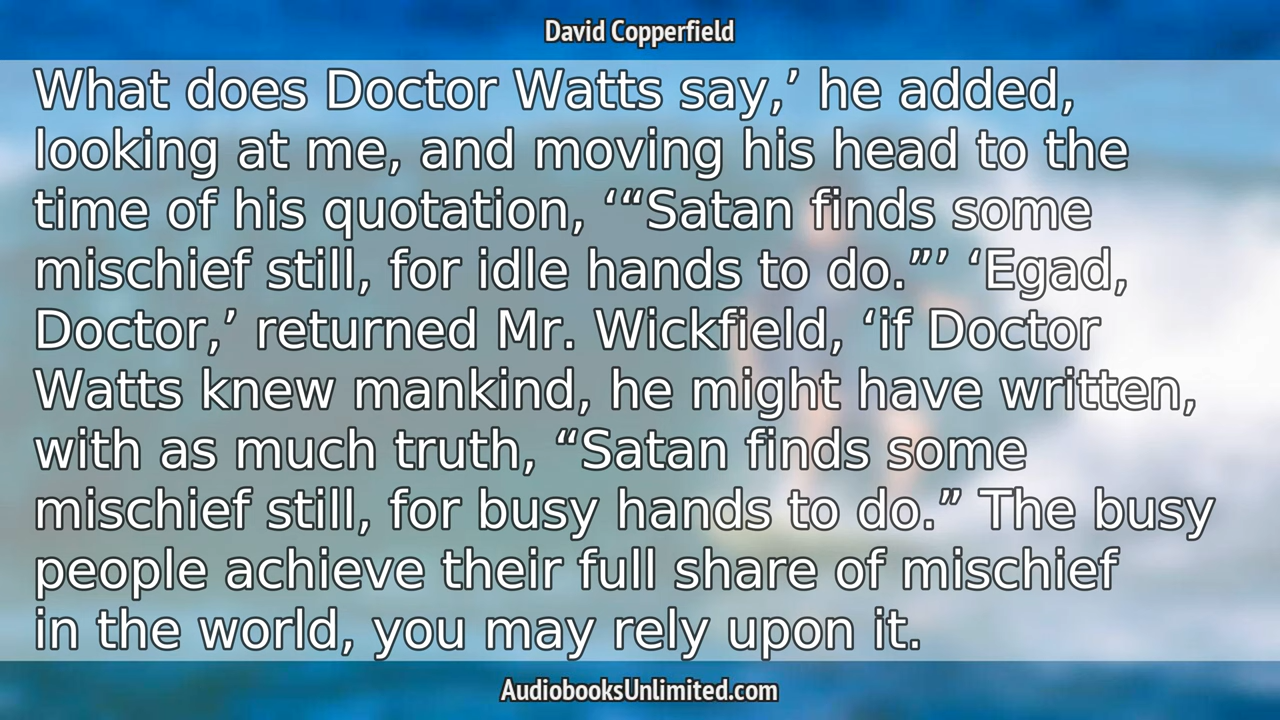 David Copperfield
What does Doctor Watts say,’ he added,
looking at me, and moving his head to the
time of his quotation, ‘“Satan finds some
mischief still, for idle hands to do.”’ ‘Egad,
Doctor,’ returned Mr. Wickfield, ‘if Doctor
Watts knew mankind, he might have written,
with as much truth, “Satan finds some
mischief still, for busy hands to do.” The busy
people achieve their full share of mischief
in the world, you may rely upon it.
AudiobooksUnlimited.com